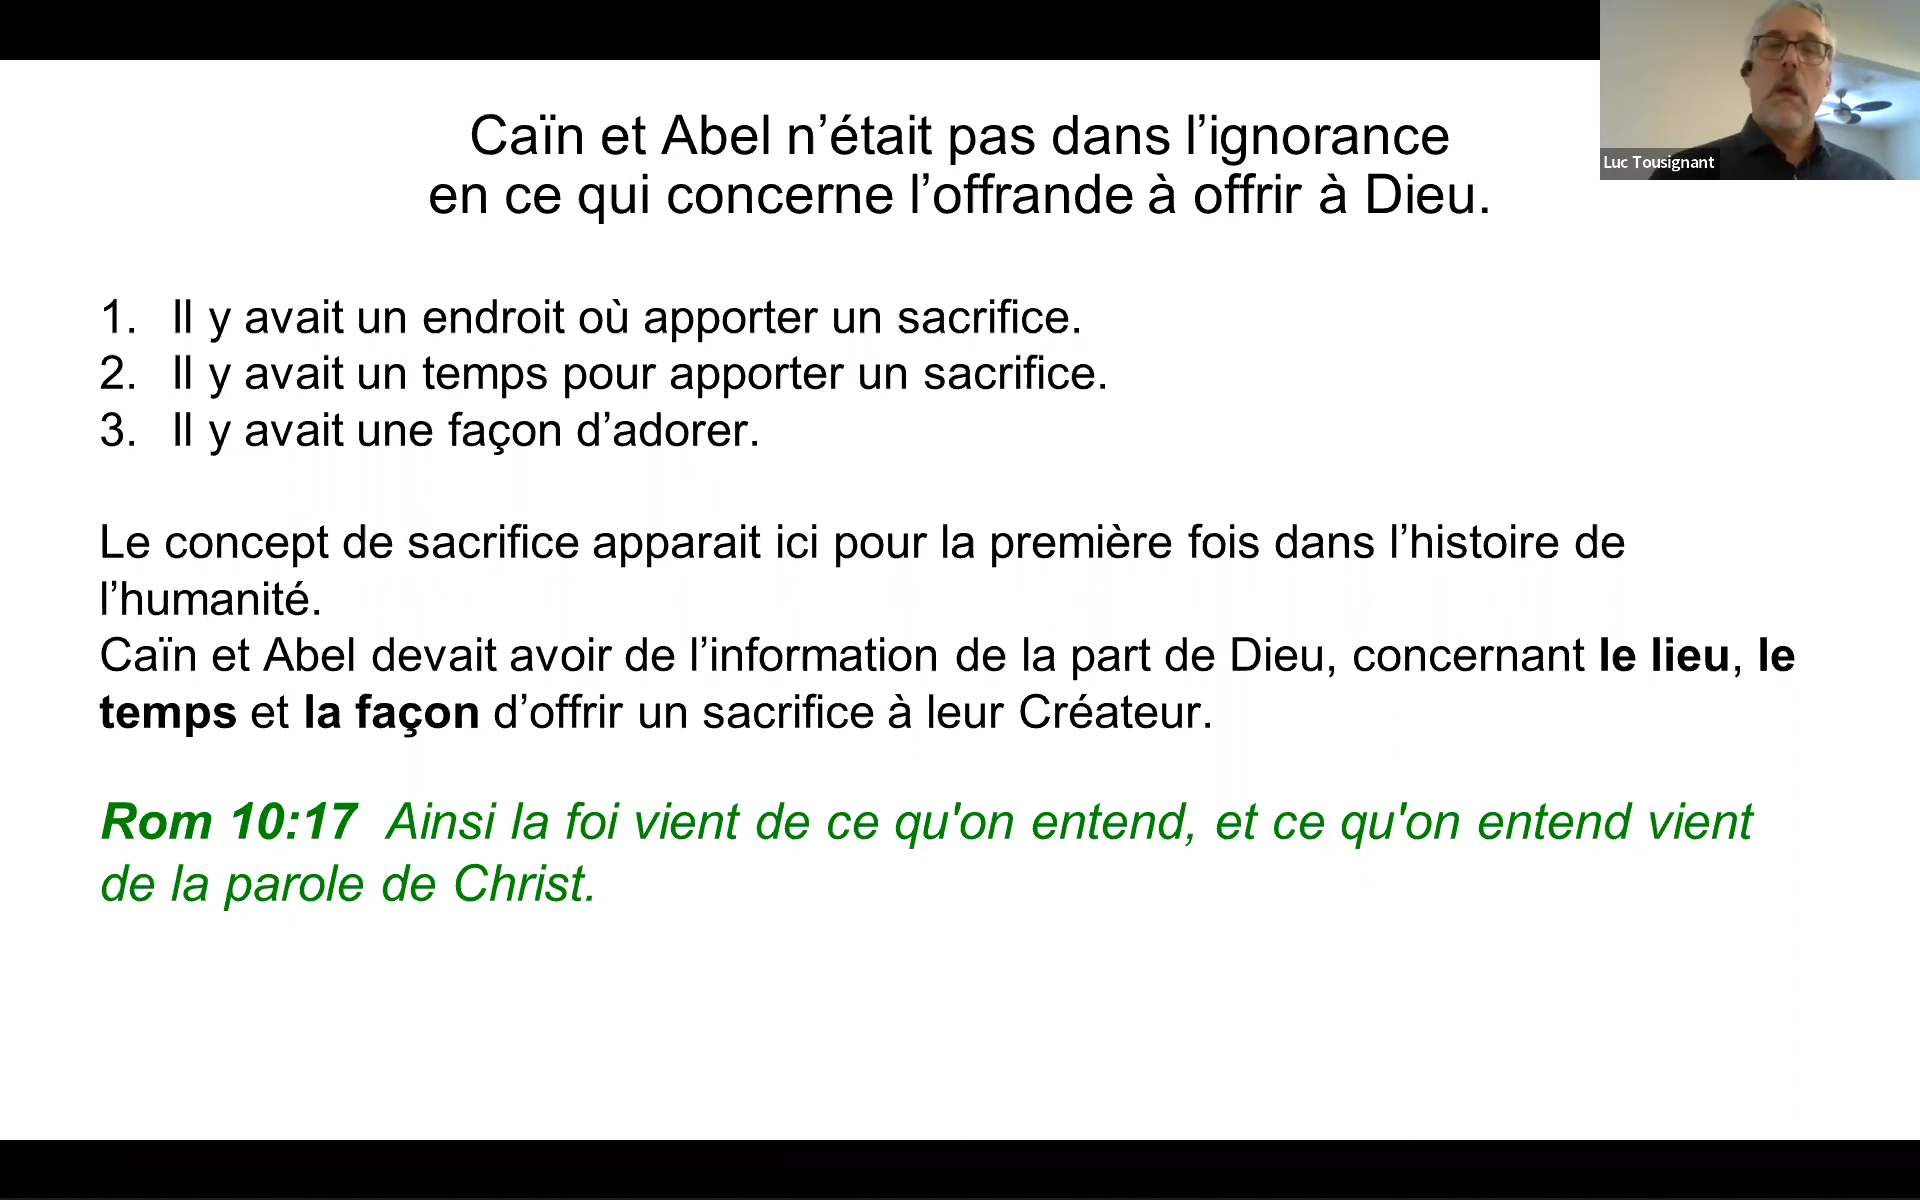 Caïn et Abel n’était pas dans l’ignorance
en ce qui concerne l’offrande à offrir à Dieu.
Luc Tousignant
1. Il y avait un endroit où apporter un sacrifice.
2. Il y avait un temps pour apporter un sacrifice.
3. Il y avait une façon d’adorer.
Le concept de sacrifice apparait ici pour la première fois dans l’histoire de
l’humanité.
Caïn et Abel devait avoir de l’information de la part de Dieu, concernant le lieu, le
temps et la façon d’offrir un sacrifice à leur Créateur.
Rom 10:17 Ainsi la foi vient de ce qu'on entend, et ce qu'on entend vient
de la parole de Christ.